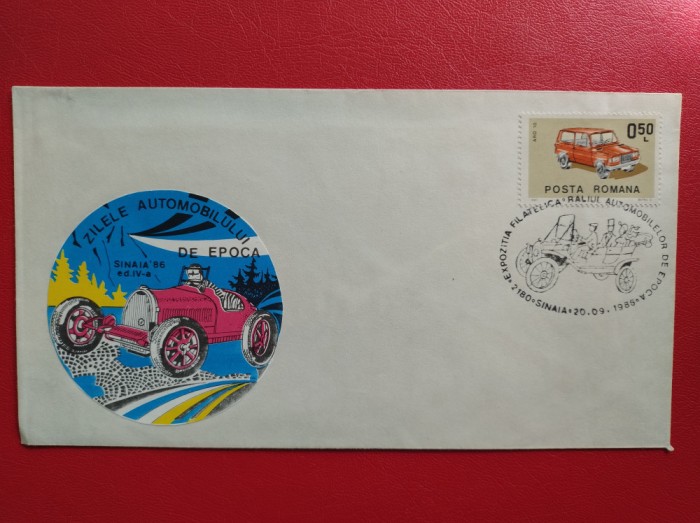 ZILELE AUTOMOBILULUI
DE EPOCA
SINAIA '86
ed. IV-a
0.50
L
POSTA ROMANA
EXPOZITIA FILATELICA • RALIUL AUTOMOBILELOR DE EPOCA
2180 • SINAIA • 20.09.1986